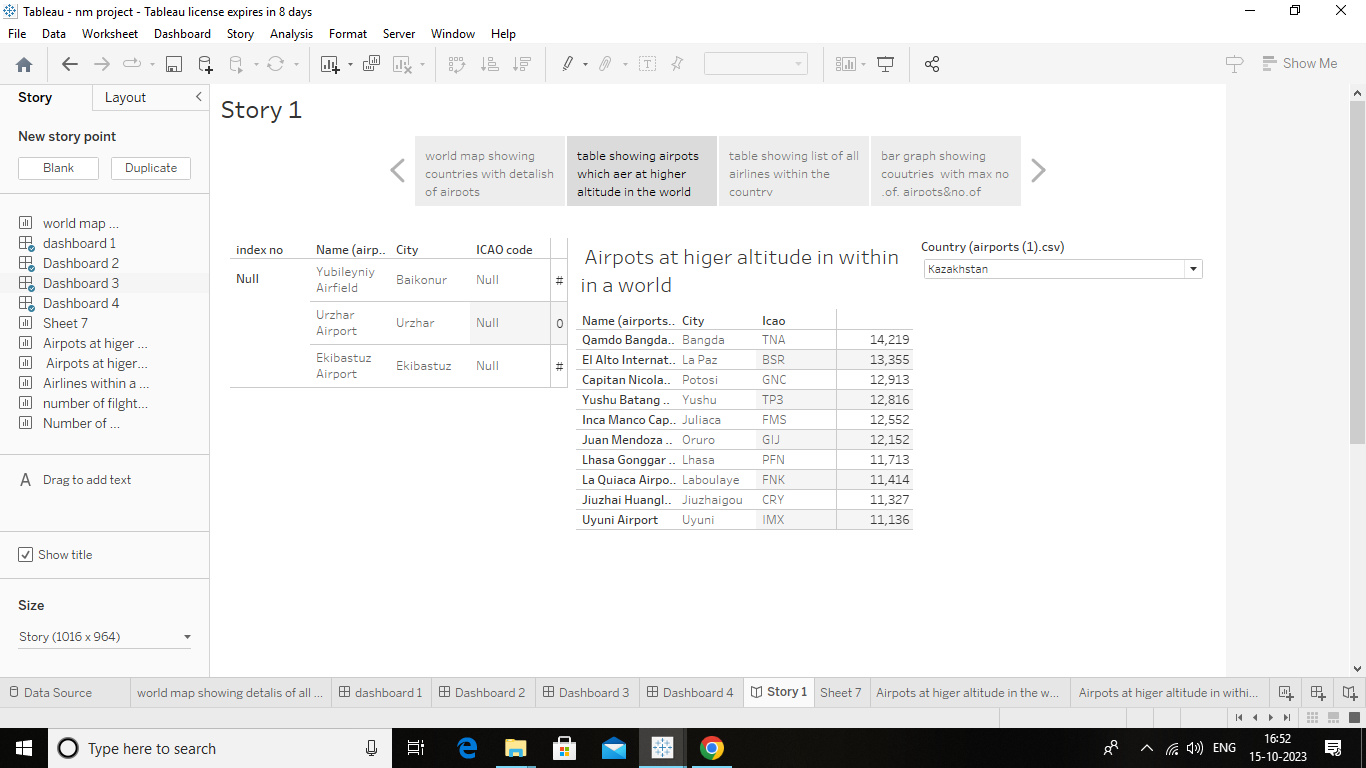 Tableau - nm project - Tableau license expires in 8 days
File Data Worksheet Dashboard Story Analysis Format Server Window Help
Show Me
Story Layout
New story point
Blank Duplicate
world map ...
dashboard 1
Dashboard 2
Dashboard 3
Dashboard 4
Sheet 7
Airpots at higer ...
Airpots at higer...
Airlines within a ...
number of filght...
Number of ...
A Drag to add text
Show title
Size
Story (1016 x 964)
Story 1
world map showing
countries with detalish
of airpots
table showing airpots
which aer at higher
altitude in the world
table showing list of all
airlines within the
country
bar graph showing
coutries with max no
.of. airpots&no.of
index no Name (airp.. City ICAO code
Null Yubileyniy Airfield Baikonur Null #
Urzhar Airport Urzhar Null 0
Ekibastuz Airport Ekibastuz Null #
Airpots at higer altitude in within
in a world
Name (airports.. City Icao
Qamdo Bangda.. Bangda TNA 14,219
El Alto Internat.. La Paz BSR 13,355
Capitan Nicola.. Potosi GNC 12,913
Yushu Batang .. Yushu TP3 12,816
Inca Manco Cap.. Juliaca FMS 12,552
Juan Mendoza .. Oruro GIJ 12,152
Lhasa Gonggar .. Lhasa PFN 11,713
La Quiaca Airpo.. Laboulaye FNK 11,414
Jiuzhai Huangl.. Jiuzhaigou CRY 11,327
Uyuni Airport Uyuni IMX 11,136
Country (airports (1).csv)
Kazakhstan
Data Source world map showing detalis of all ... dashboard 1 Dashboard 2 Dashboard 3 Dashboard 4 Story 1 Sheet 7 Airpots at higer altitude in the w... Airpots at higer altitude in withi...
Type here to search
ENG
16:52
15-10-2023